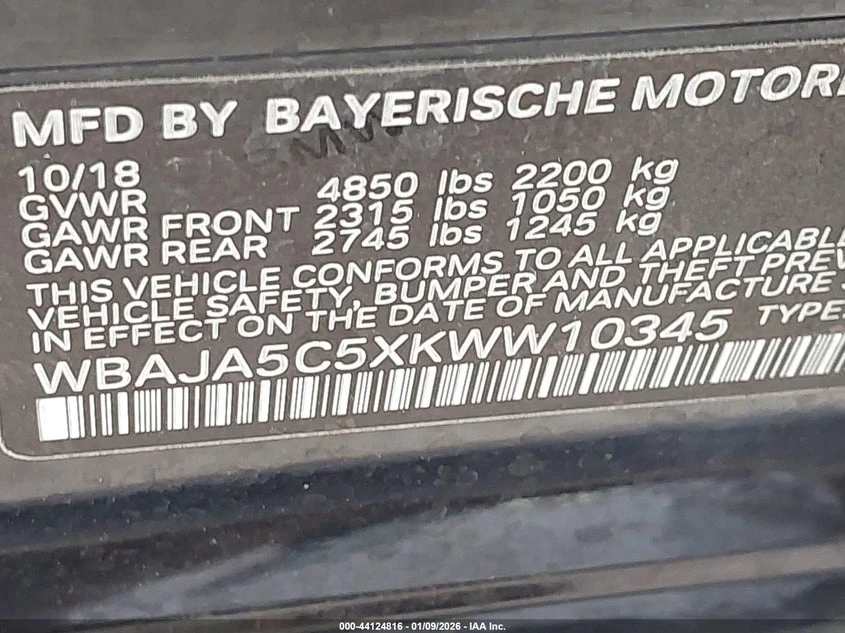 MFD BY BAYERISCHE MOTORE
10/18
GVWR 4850 lbs 2200 kg
GAWR FRONT 2315 lbs 1050 kg
GAWR REAR 2745 lbs 1245 kg
THIS VEHICLE CONFORMS TO ALL APPLICABLE
VEHICLE SAFETY, BUMPER AND THEFT PREV
IN EFFECT ON THE DATE OF MANUFACTURE
WBAJA5C5XKWW10345 TYPE:
000-44124816 - 01/09/2026 - IAA Inc.